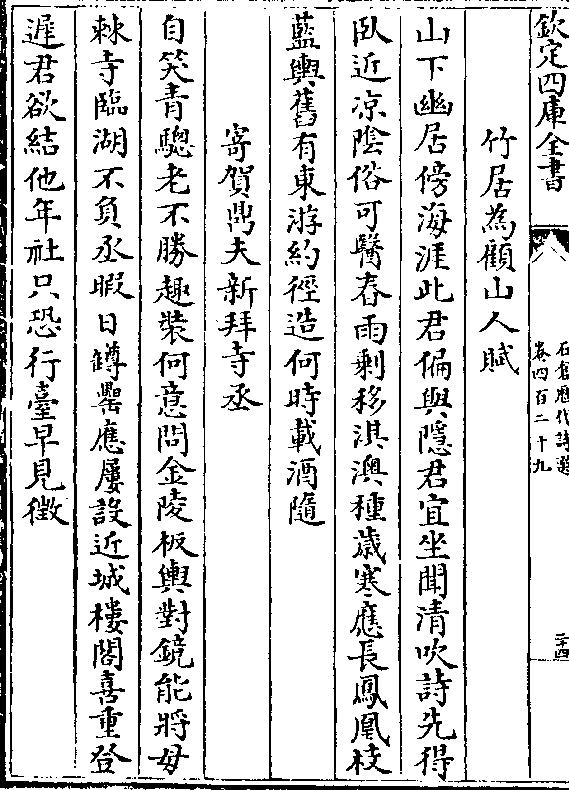 欽定四庫全書
石倉歷代詩選
卷四百二十九
二十四
竹居為顧山人賦
山下幽居傍海涯此君偏與隱君宜坐聞清吹詩先得
臥近凉陰俗可醫春雨剩移淇澳種歲寒應長鳳凰枝
藍輿舊有東游約徑造何時載酒隨
寄賀鼎夫新拜寺丞
自笑青驄老不勝趣裝何意問金陵板輿對鏡能將母
棘寺臨湖不負丞暇日罇罍應屢設近城樓閣喜重登
遲君欲結他年社只恐行臺早見徵